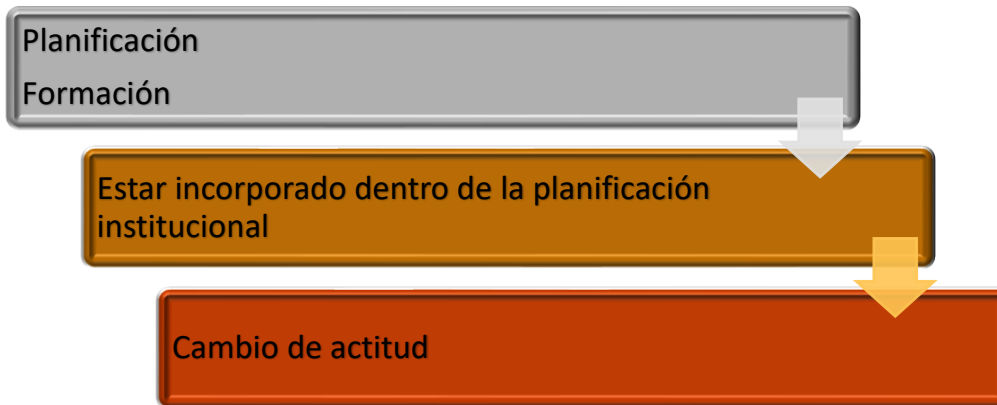 Planificación
Formación
Estar incorporado dentro de la planificación
institucional
Cambio de actitud